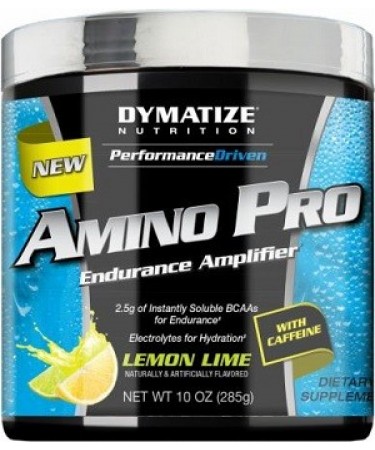 DYMATIZE®
NUTRITION
PerformanceDriven
NEW
AMINO PRO
Endurance Amplifier
2.5g of Instantly Soluble BCAAs
for Endurance‡
Electrolytes for Hydration‡
WITH
CAFFEINE
LEMON LIME
NATURALLY & ARTIFICIALLY FLAVORED
NET WT 10 OZ (285g)
DIETARY
SUPPLEME